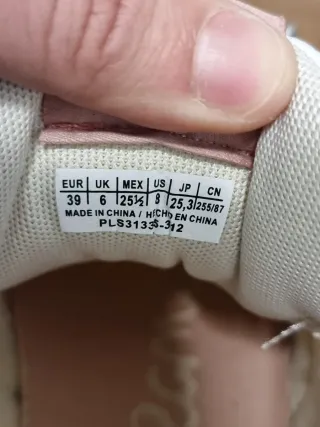 EUR UK MEX US JP CN
39 6 25½ 8 25,3 255/87
MADE IN CHINA / HECHO EN CHINA